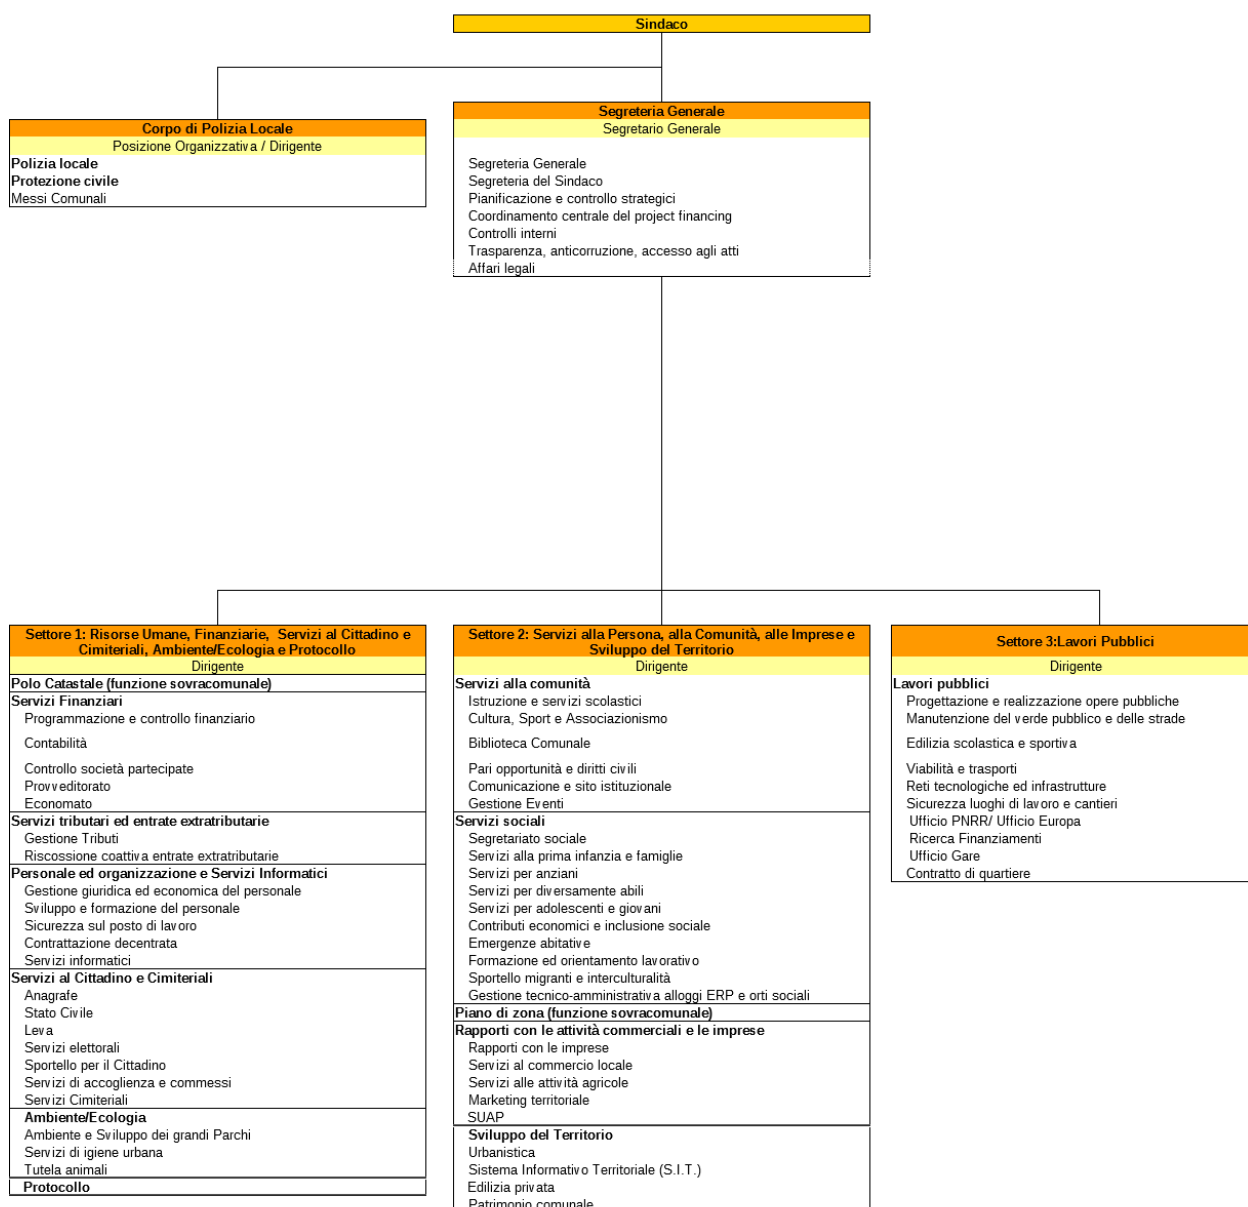 Sindaco
Corpo di Polizia Locale
Posizione Organizzativa / Dirigente
Polizia locale
Protezione civile
Messi Comunali
Segreteria Generale
Segretario Generale
Segreteria Generale
Segreteria del Sindaco
Pianificazione e controllo strategici
Coordinamento centrale del project financing
Controlli interni
Trasparenza, anticorruzione, accesso agli atti
Affari legali
Settore 1: Risorse Umane, Finanziarie, Servizi al Cittadino e
Cimiteriali, Ambiente/Ecologia e Protocollo
Dirigente
Polo Catastale (funzione sovracomunale)
Servizi Finanziari
Programmazione e controllo finanziario
Contabilità
Controllo società partecipate
Provveditorato
Economato
Servizi tributari ed entrate extratributarie
Gestione Tributi
Riscossione coattiva entrate extratributarie
Personale ed organizzazione e Servizi Informatici
Gestione giuridica ed economica del personale
Sviluppo e formazione del personale
Sicurezza sul posto di lavoro
Contrattazione decentrata
Servizi informatici
Servizi al Cittadino e Cimiteriali
Anagrafe
Stato Civile
Leva
Servizi elettorali
Sportello per il Cittadino
Servizi di accoglienza e commessi
Servizi Cimiteriali
Ambiente/Ecologia
Ambiente e Sviluppo dei grandi Parchi
Servizi di igiene urbana
Tutela animali
Protocollo
Settore 2: Servizi alla Persona, alla Comunità, alle Imprese e
Sviluppo del Territorio
Dirigente
Servizi alla comunità
Istruzione e servizi scolastici
Cultura, Sport e Associazionismo
Biblioteca Comunale
Pari opportunità e diritti civili
Comunicazione e sito istituzionale
Gestione Eventi
Servizi sociali
Segretariato sociale
Servizi alla prima infanzia e famiglie
Servizi per anziani
Servizi per diversamente abili
Servizi per adolescenti e giovani
Contributi economici e inclusione sociale
Emergenze abitative
Formazione ed orientamento lavorativo
Sportello migranti e interculturalità
Gestione tecnico-amministrativa alloggi ERP e orti sociali
Piano di zona (funzione sovracomunale)
Rapporti con le attività commerciali e le imprese
Rapporti con le imprese
Servizi al commercio locale
Servizi alle attività agricole
Marketing territoriale
SUAP
Sviluppo del Territorio
Urbanistica
Sistema Informativo Territoriale (S.I.T.)
Edilizia privata
Patrimonio comunale
Settore 3:Lavori Pubblici
Dirigente
Lavori pubblici
Progettazione e realizzazione opere pubbliche
Manutenzione del verde pubblico e delle strade
Edilizia scolastica e sportiva
Viabilità e trasporti
Reti tecnologiche ed infrastrutture
Sicurezza luoghi di lavoro e cantieri
Ufficio PNRR/ Ufficio Europa
Ricerca Finanziamenti
Ufficio Gare
Contratto di quartiere